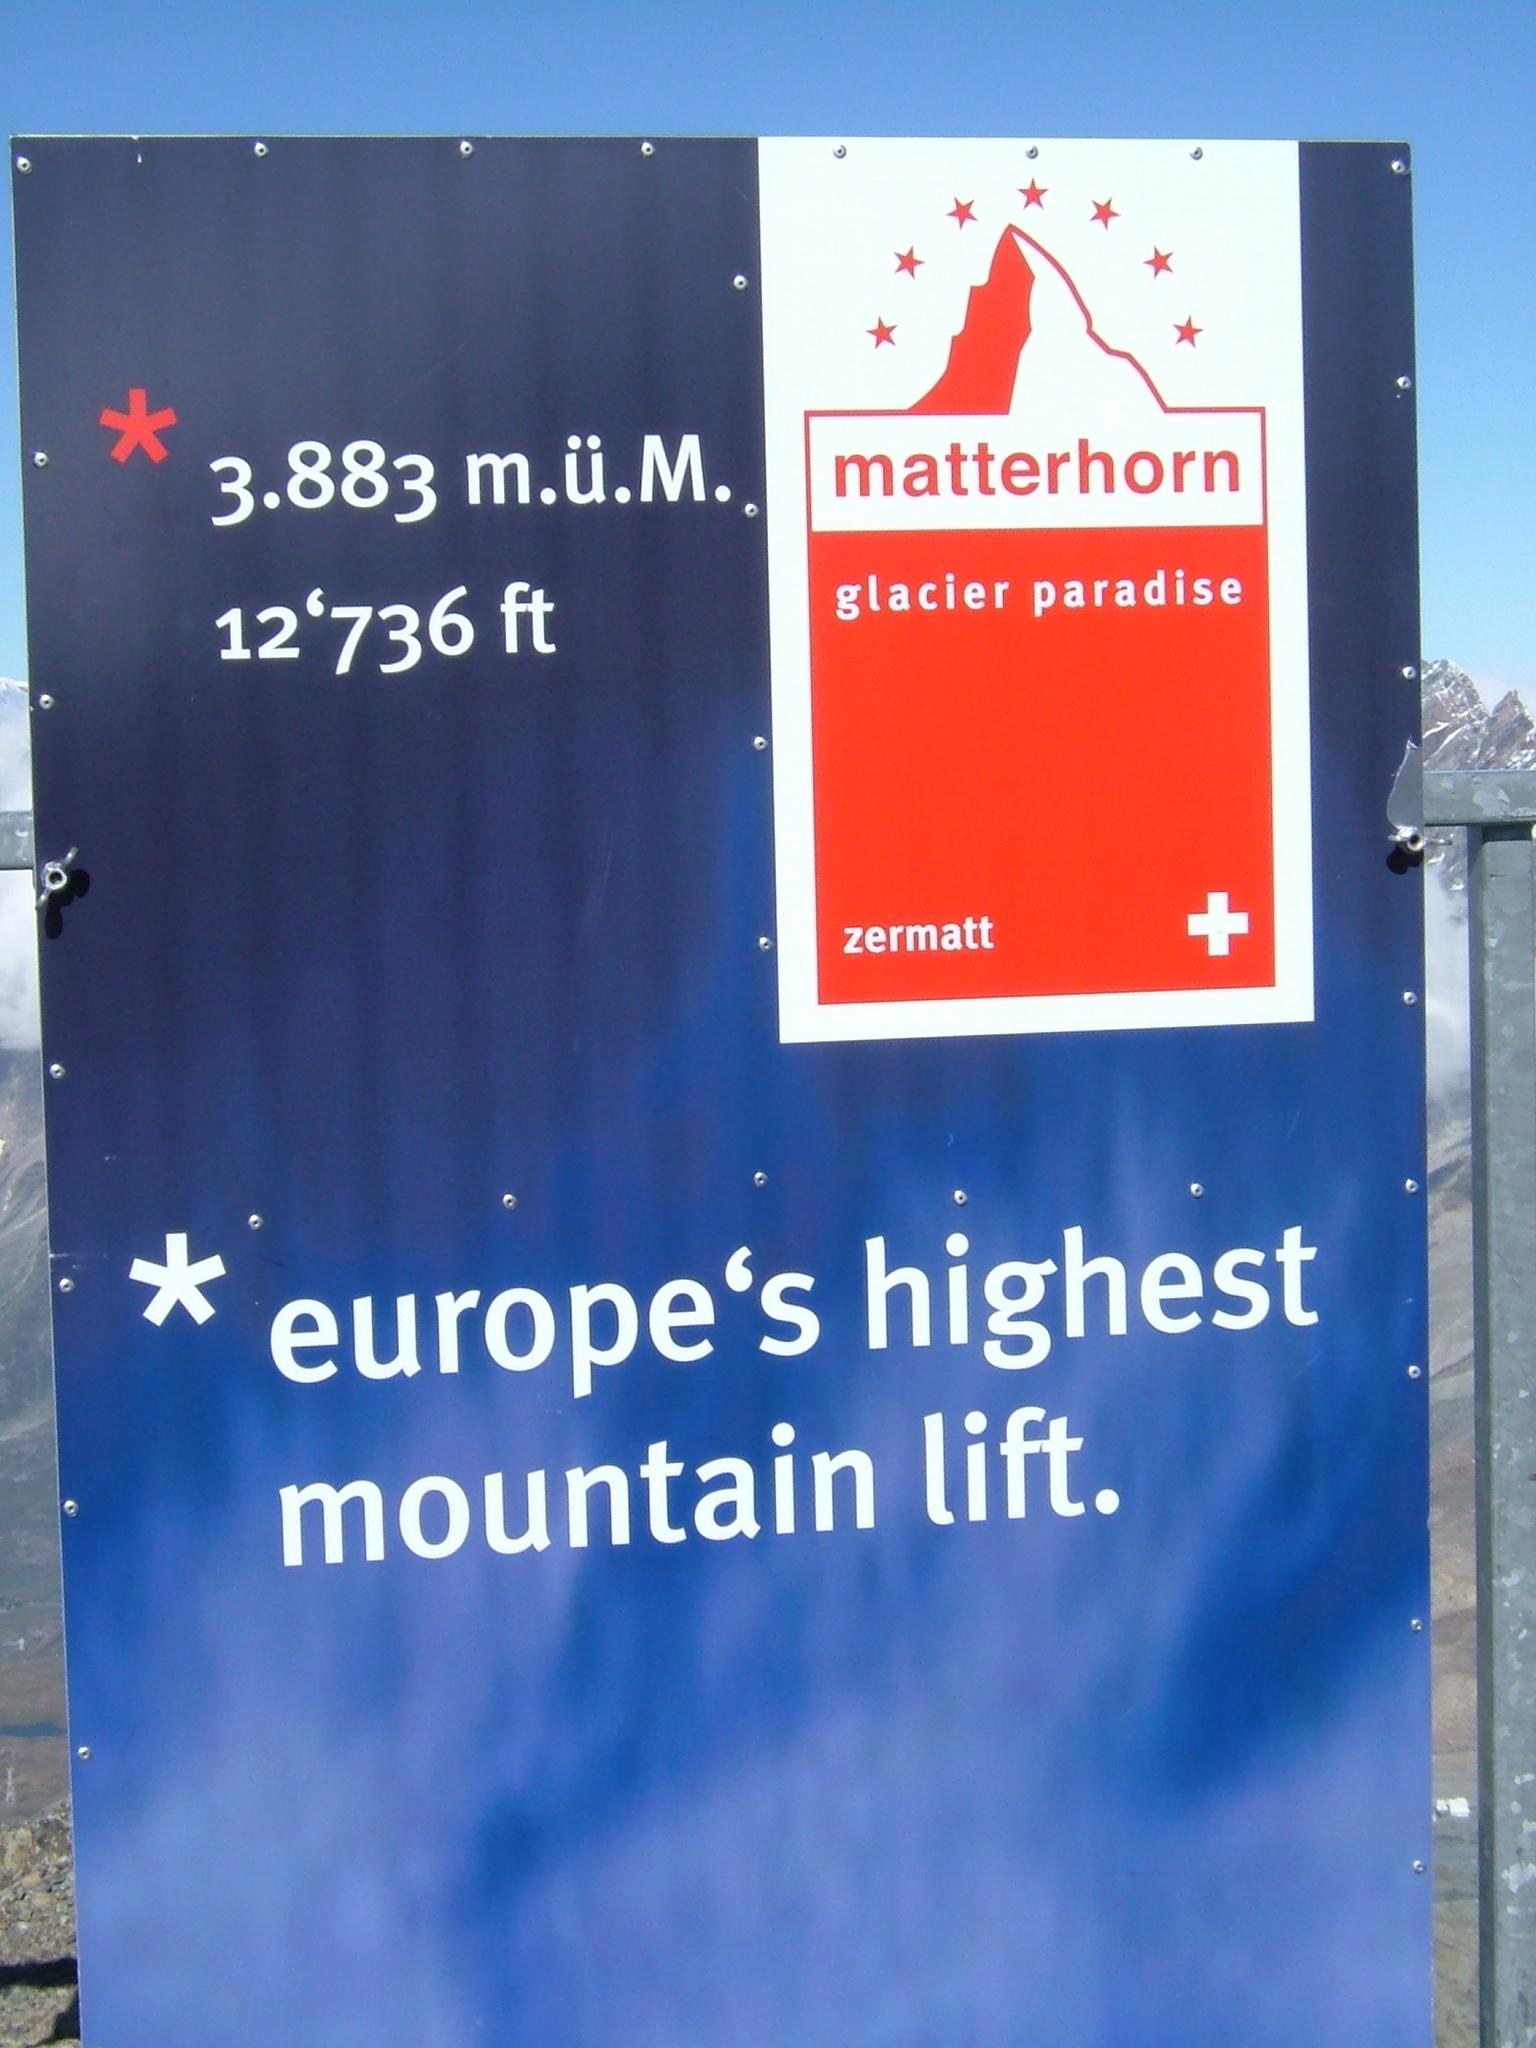 * 3.883 m.ü.M.
12‘736 ft
matterhorn
glacier paradise
zermatt
* europe‘s highest
mountain lift.